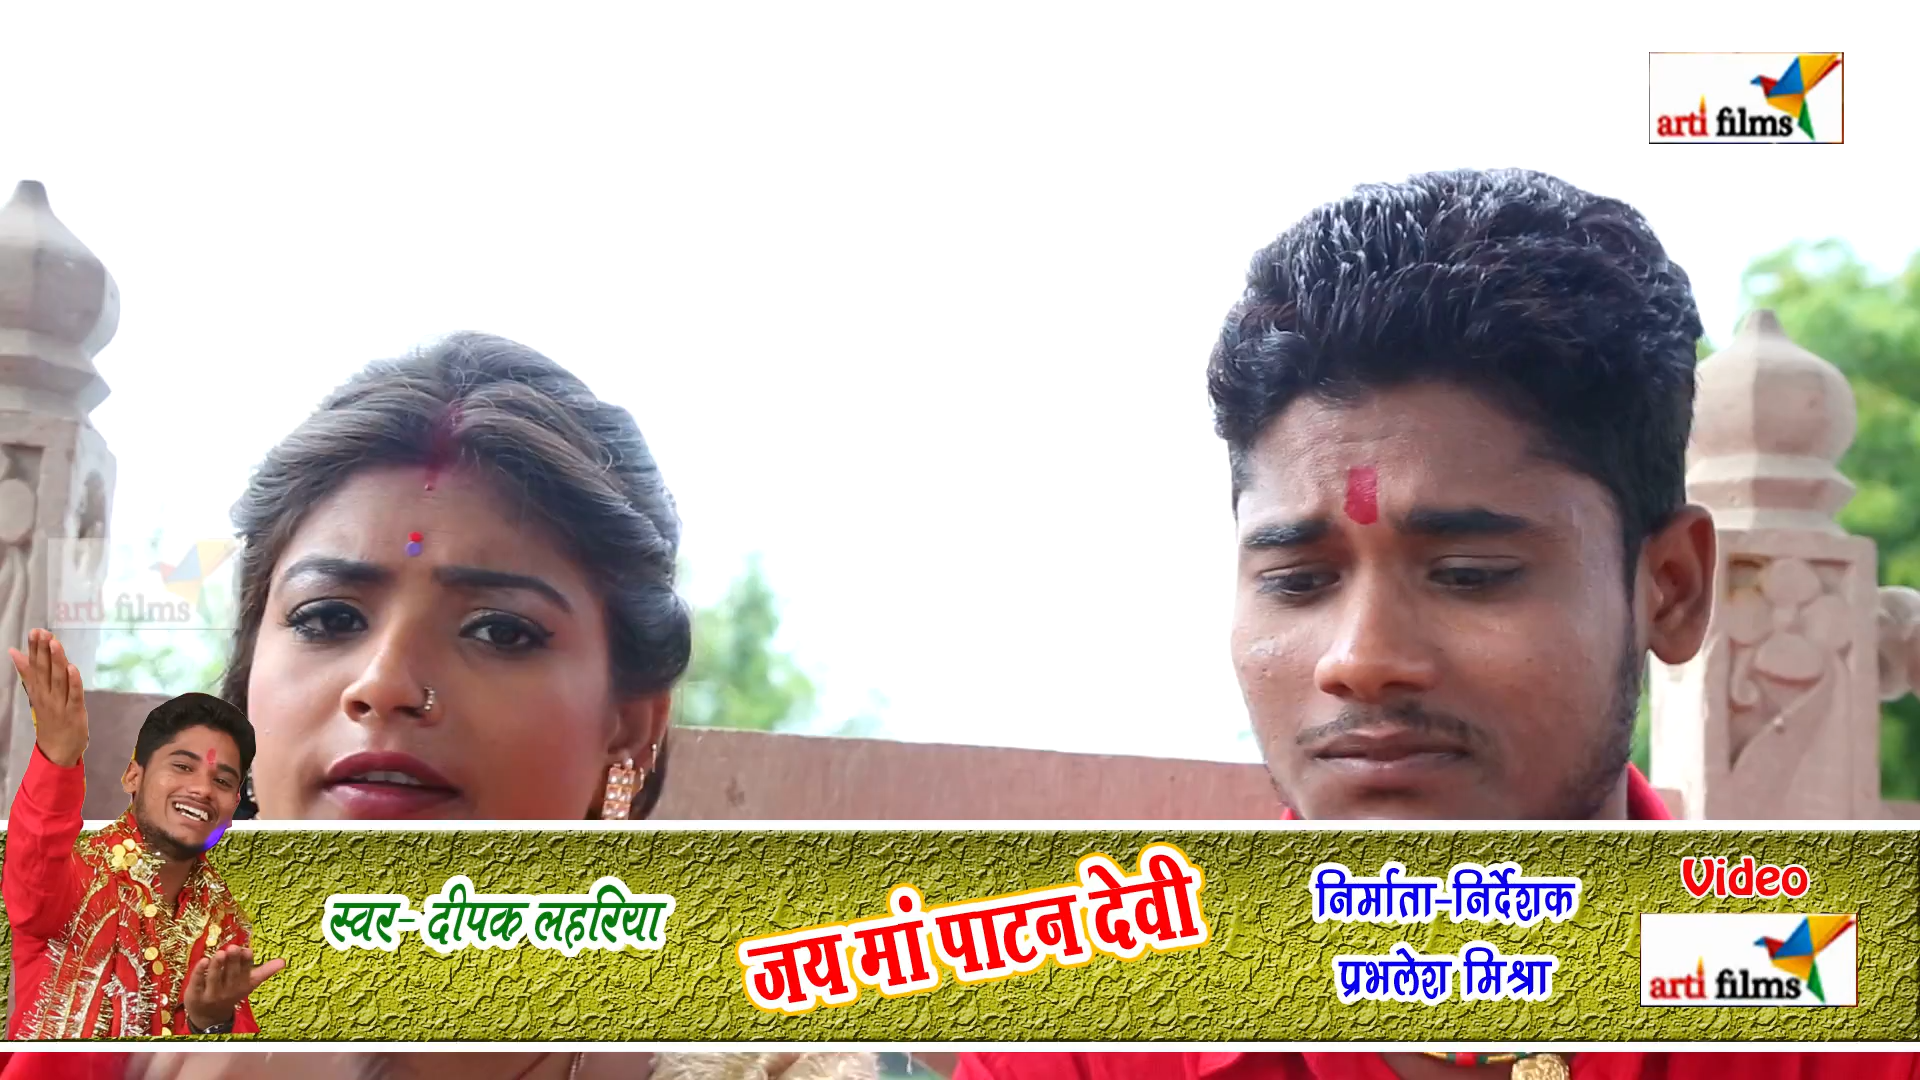 arti films
arti films
स्वर- दीपक लहरिया
जय मां पाटन देवी
निर्माता-निर्देशक
प्रभलेश मिश्रा
Video
arti films